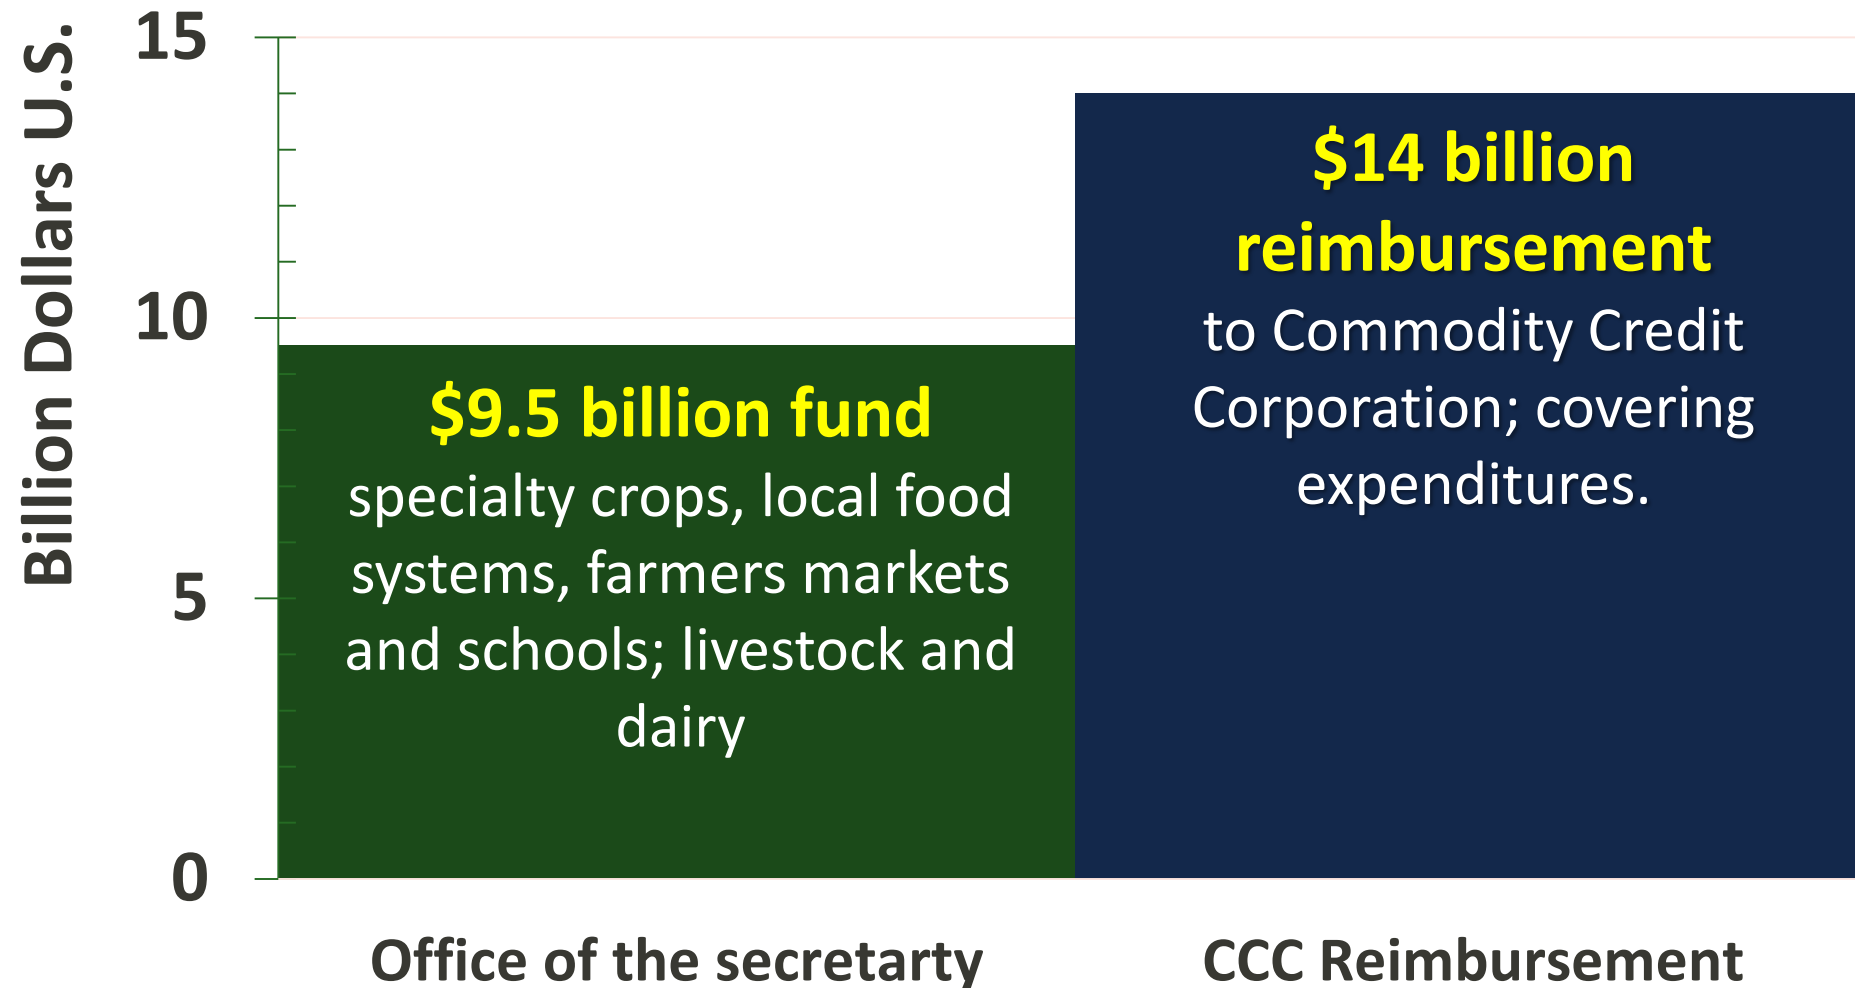 Billion Dollars U.S.
15
10
5
0
$9.5 billion fund
specialty crops, local food
systems, farmers markets
and schools; livestock and
dairy
$14 billion
reimbursement
to Commodity Credit
Corporation; covering
expenditures.
Office of the secretarty
CCC Reimbursement